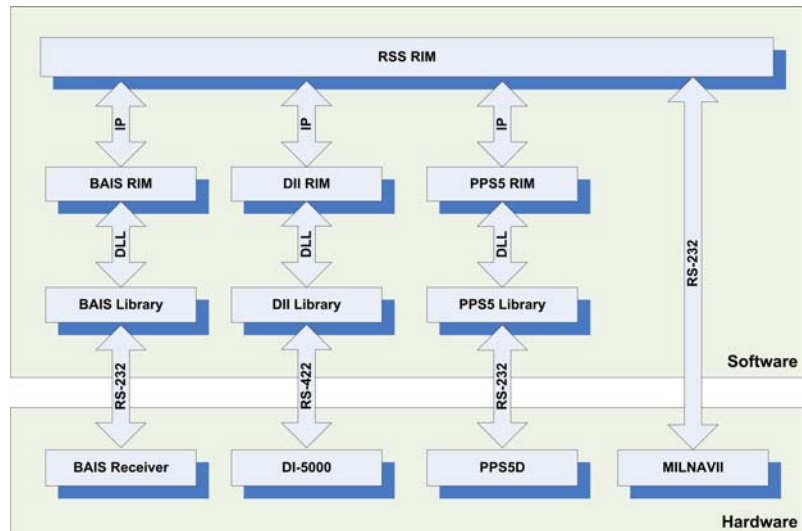 RSS RIM
IP
IP
IP
BAIS RIM
DII RIM
PPS5 RIM
DLL
DLL
DLL
RS-232
BAIS Library
DII Library
PPS5 Library
Software
RS-232
RS-422
RS-232
BAIS Receiver
DI-5000
PPS5D
MILNAVII
Hardware